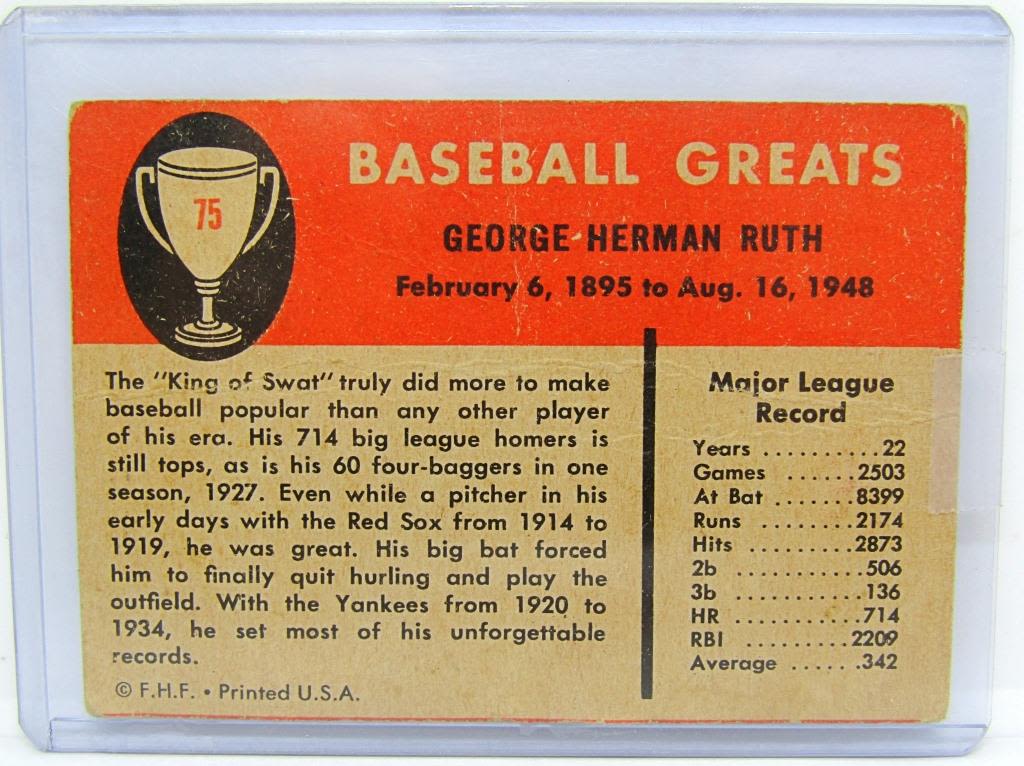 75
BASEBALL GREATS
GEORGE HERMAN RUTH
February 6, 1895 to Aug. 16, 1948
The "King of Swat" truly did more to make
baseball popular than any other player
of his era. His 714 big league homers is
still tops, as is his 60 four-baggers in one
season, 1927. Even while a pitcher in his
early days with the Red Sox from 1914 to
1919, he was great. His big bat forced
him to finally quit hurling and play the
outfield. With the Yankees from 1920 to
1934, he set most of his unforgettable
records.
© F.H.F. • Printed U.S.A.
Major League
Record
Years ..........22
Games ......2503
At Bat ......8399
Runs ........2174
Hits .........2873
2b ...........506
3b ...........136
HR ...........714
RBI .........2209
Average ......342